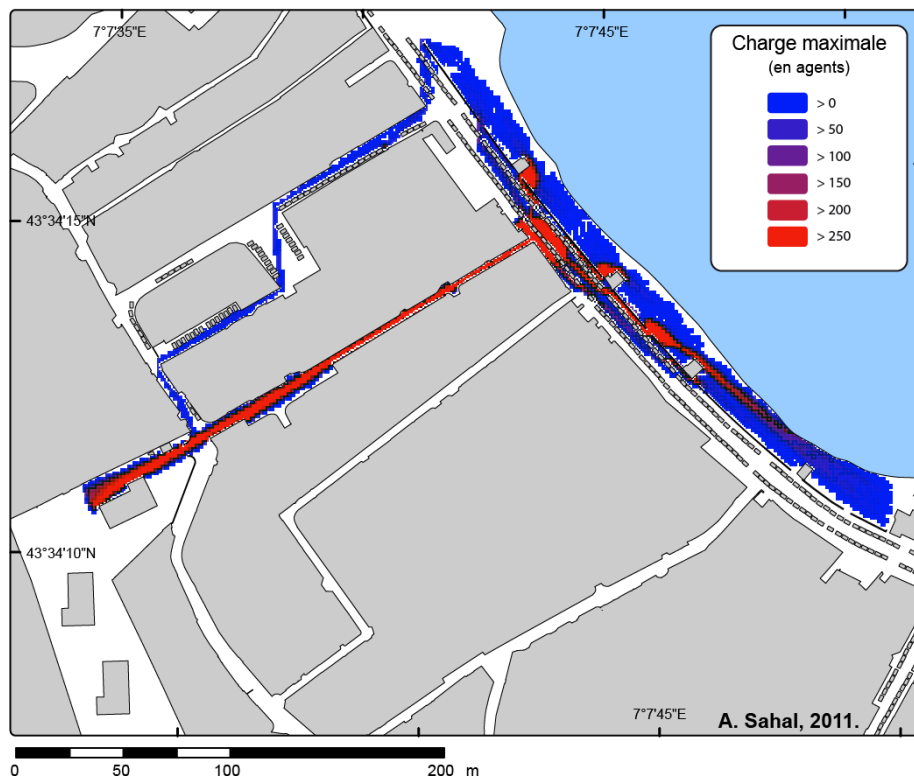 7°7'35"E
7°7'45"E
Charge maximale
(en agents)
> 0
> 50
> 100
> 150
> 200
> 250
43°34'15"N
43°34'10"N
7°7'45"E
A. Sahal, 2011.
0 50 100 200 m